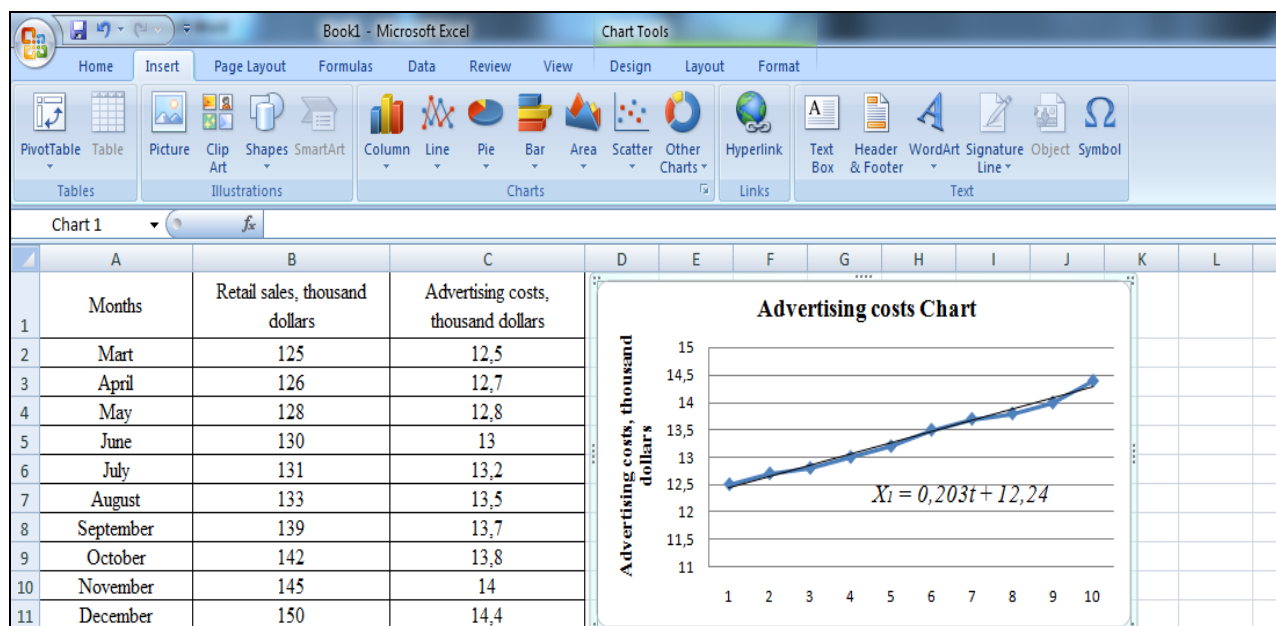 Book1 - Microsoft Excel
Chart Tools
Home Insert Page Layout Formulas Data Review View Design Layout Format
PivotTable Table Picture Clip Art Shapes SmartArt Column Line Pie Bar Area Scatter Other Charts Hyperlink Text Box Header & Footer WordArt Signature Line Object Symbol
Tables Illustrations Charts Links Text
Chart 1 fx
A B C D E F G H I J K L
1 Months Retail sales, thousand dollars Advertising costs, thousand dollars
2 Mart 125 12,5
3 April 126 12,7
4 May 128 12,8
5 June 130 13
6 July 131 13,2
7 August 133 13,5
8 September 139 13,7
9 October 142 13,8
10 November 145 14
11 December 150 14,4
Advertising costs Chart
Advertising costs, thousand
dollars
15
14,5
14
13,5
13
12,5
12
11,5
11
X1 = 0,203t + 12,24
1 2 3 4 5 6 7 8 9 10